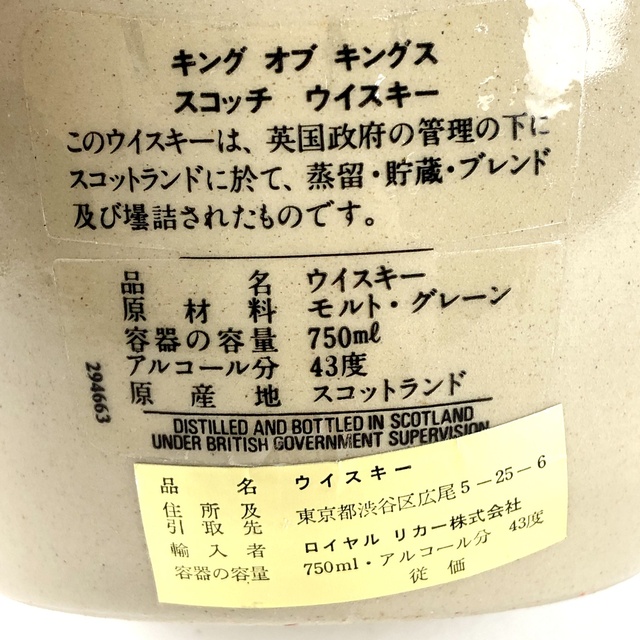 キング オブ キングス
スコッチ ウイスキー
このウイスキーは、英国政府の管理の下に
スコットランドに於て、蒸留・貯蔵・ブレンド
及び壜詰されたものです。
品名 ウイスキー
原材料 モルト・グレーン
容器の容量 750ml
アルコール分 43度
原産地 スコットランド
294663
DISTILLED AND BOTTLED IN SCOTLAND
UNDER BRITISH GOVERNMENT SUPERVISION
品名 ウイスキー
住所及引取先 東京都渋谷区広尾5-25-6
輸入者 ロイヤル リカー株式会社
容器の容量 750ml・アルコール分 43度
従価